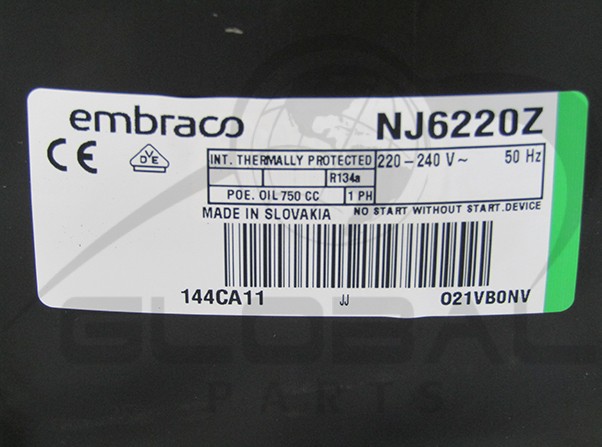 embraco NJ6220Z
CE DVE INT. THERMALLY PROTECTED 220-240 V~ 50 Hz
R134a
POE. OIL 750 CC 1 PH
MADE IN SLOVAKIA NO START WITHOUT START.DEVICE
144CA11 JJ O21VB0NV
GLOBAL
PARTS